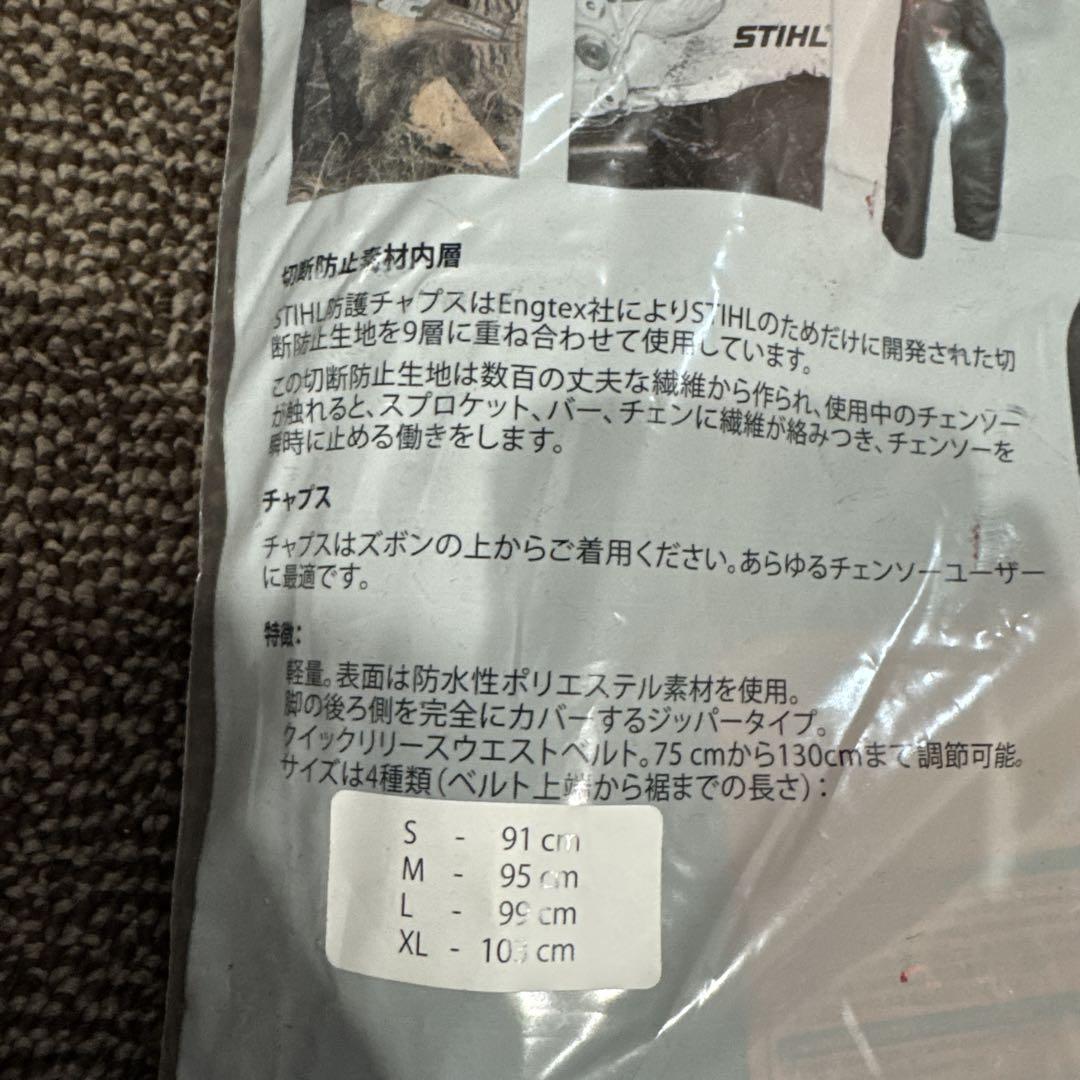 STIHL
切断防止素材内層
STIHL防護チャプスはEngtex社によりSTIHLのためだけに開発された切
断防止生地を9層に重ね合わせて使用しています。
この切断防止生地は数百の丈夫な繊維から作られ、使用中のチェンソー
が触れると、スプロケット、バー、チェンに繊維が絡みつき、チェンソーを
瞬時に止める働きをします。
チャプス
チャプスはズボンの上からご着用ください。あらゆるチェンソーユーザー
に最適です。
特徴：
軽量。表面は防水性ポリエステル素材を使用。
脚の後ろ側を完全にカバーするジッパータイプ。
クイックリリースウエストベルト。75 cmから130cmまで調節可能。
サイズは4種類（ベルト上端から裾までの長さ）：
S - 91 cm
M - 95 cm
L - 99 cm
XL - cm